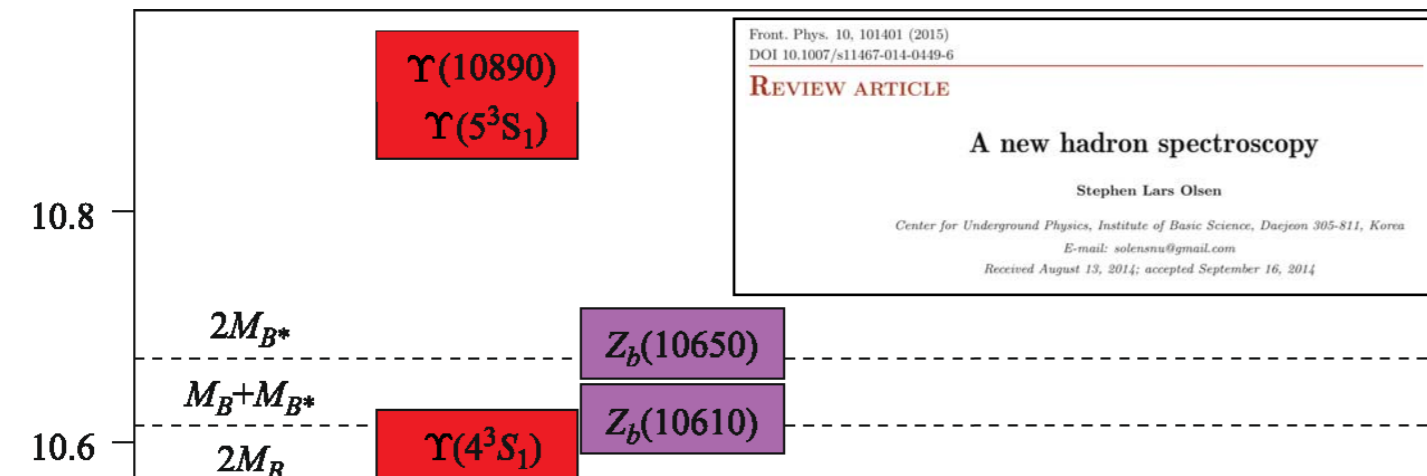 Υ(10890)
Υ(5³S₁)
Front. Phys. 10, 101401 (2015)
DOI 10.1007/s11467-014-0449-6
REVIEW ARTICLE
A new hadron spectroscopy
Stephen Lars Olsen
Center for Underground Physics, Institute of Basic Science, Daejeon 305-811, Korea
E-mail: solensnu@gmail.com
Received August 13, 2014; accepted September 16, 2014
10.8
2M_B*
Z_b(10650)
M_B+M_B*
Z_b(10610)
10.6
Υ(4³S₁)
2M_B